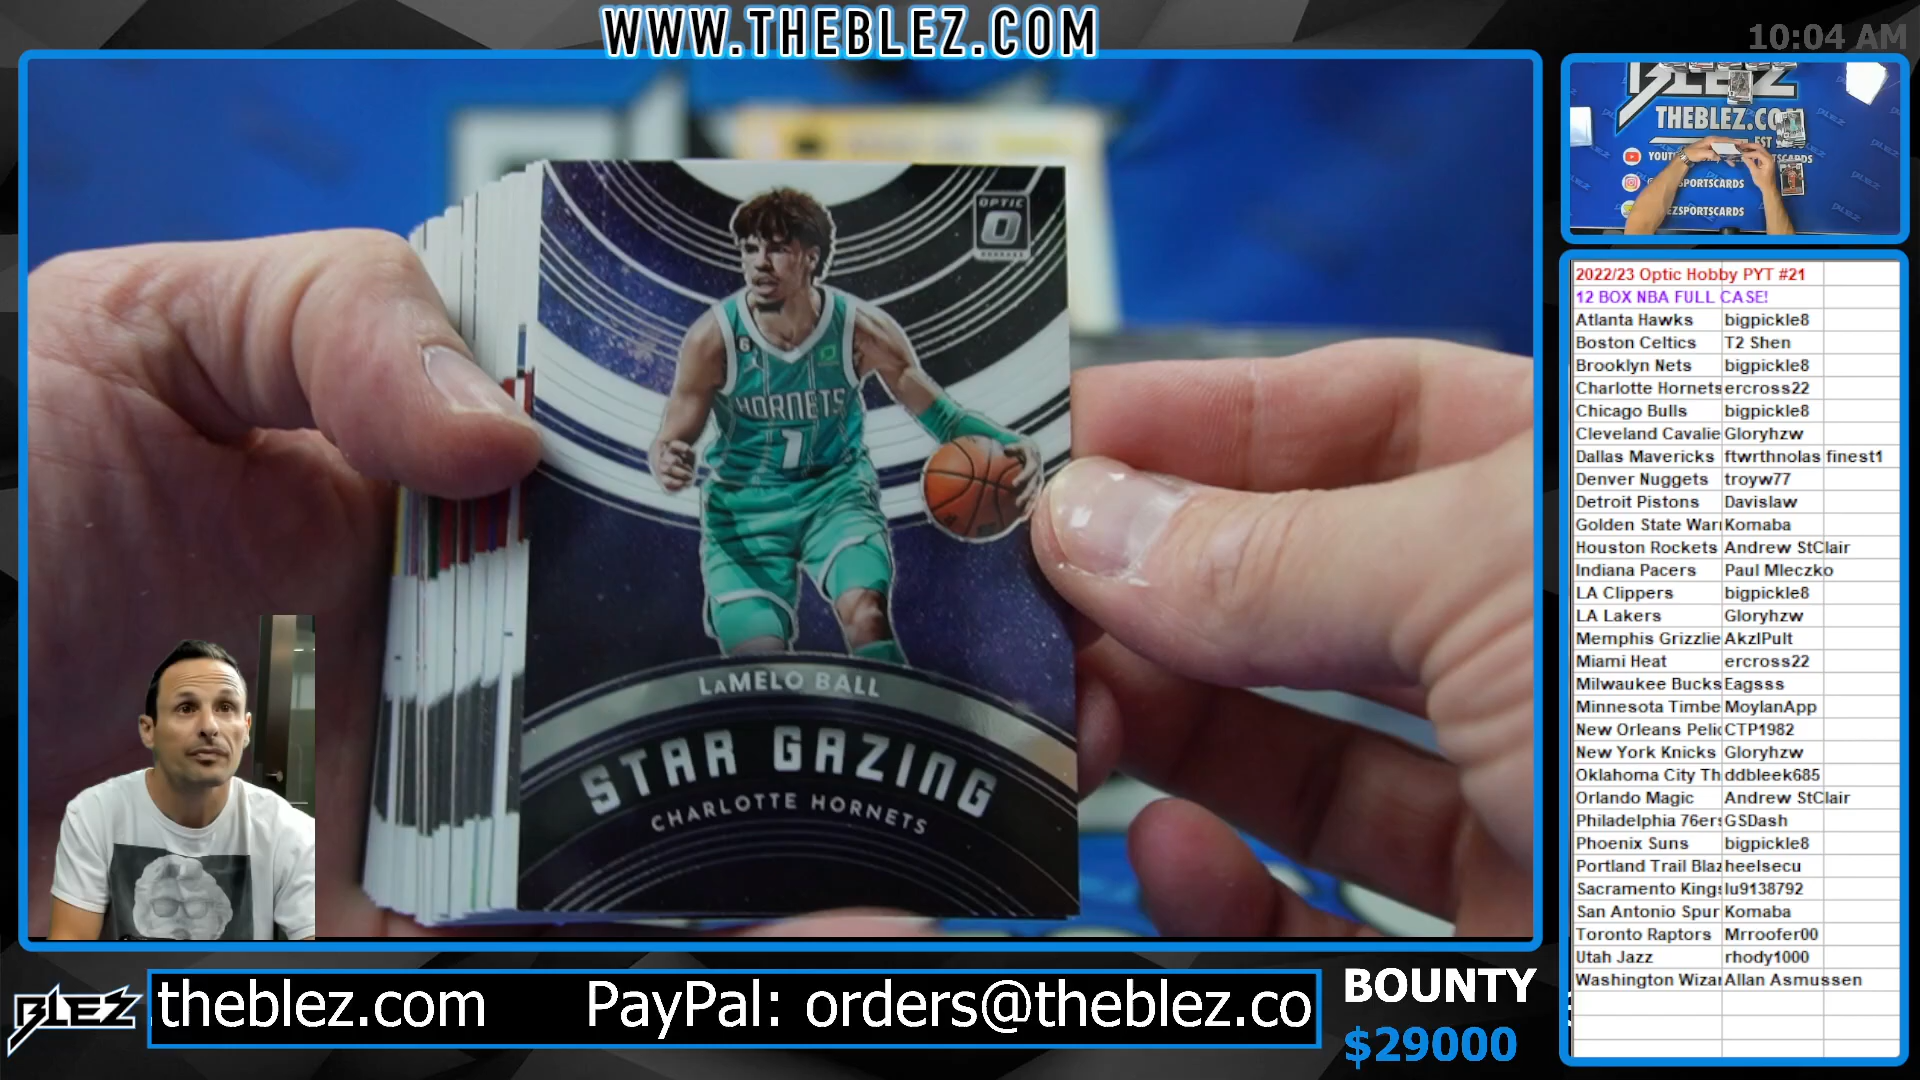 WWW.THEBLEZ.COM
10:04 AM
BLEZ
THEBLEZ.CO
EST
YOUT
TSCARDS
SPORTSCARDS
EZSPORTSCARDS
OPTIC
O
6
HORNETS
1
LAMELO BALL
STAR GAZING
CHARLOTTE HORNETS
2022/23 Optic Hobby PYT #21
12 BOX NBA FULL CASE!
Atlanta Hawks bigpickle8
Boston Celtics T2 Shen
Brooklyn Nets bigpickle8
Charlotte Hornets ercross22
Chicago Bulls bigpickle8
Cleveland Cavalie Gloryhzw
Dallas Mavericks ftwrthnolas finest1
Denver Nuggets troyw77
Detroit Pistons Davislaw
Golden State Warr Komaba
Houston Rockets Andrew StClair
Indiana Pacers Paul Mleczko
LA Clippers bigpickle8
LA Lakers Gloryhzw
Memphis Grizzlie AkzlPult
Miami Heat ercross22
Milwaukee Bucks Eagsss
Minnesota Timbe MoylanApp
New Orleans Pelic CTP1982
New York Knicks Gloryhzw
Oklahoma City Th ddbleek685
Orlando Magic Andrew StClair
Philadelphia 76ers GSDash
Phoenix Suns bigpickle8
Portland Trail Blaz heelsecu
Sacramento Kings lu9138792
San Antonio Spur Komaba
Toronto Raptors Mrroofer00
Utah Jazz rhody1000
Washington Wizar Allan Asmussen
BLEZ
theblez.com PayPal: orders@theblez.co
BOUNTY
$29000